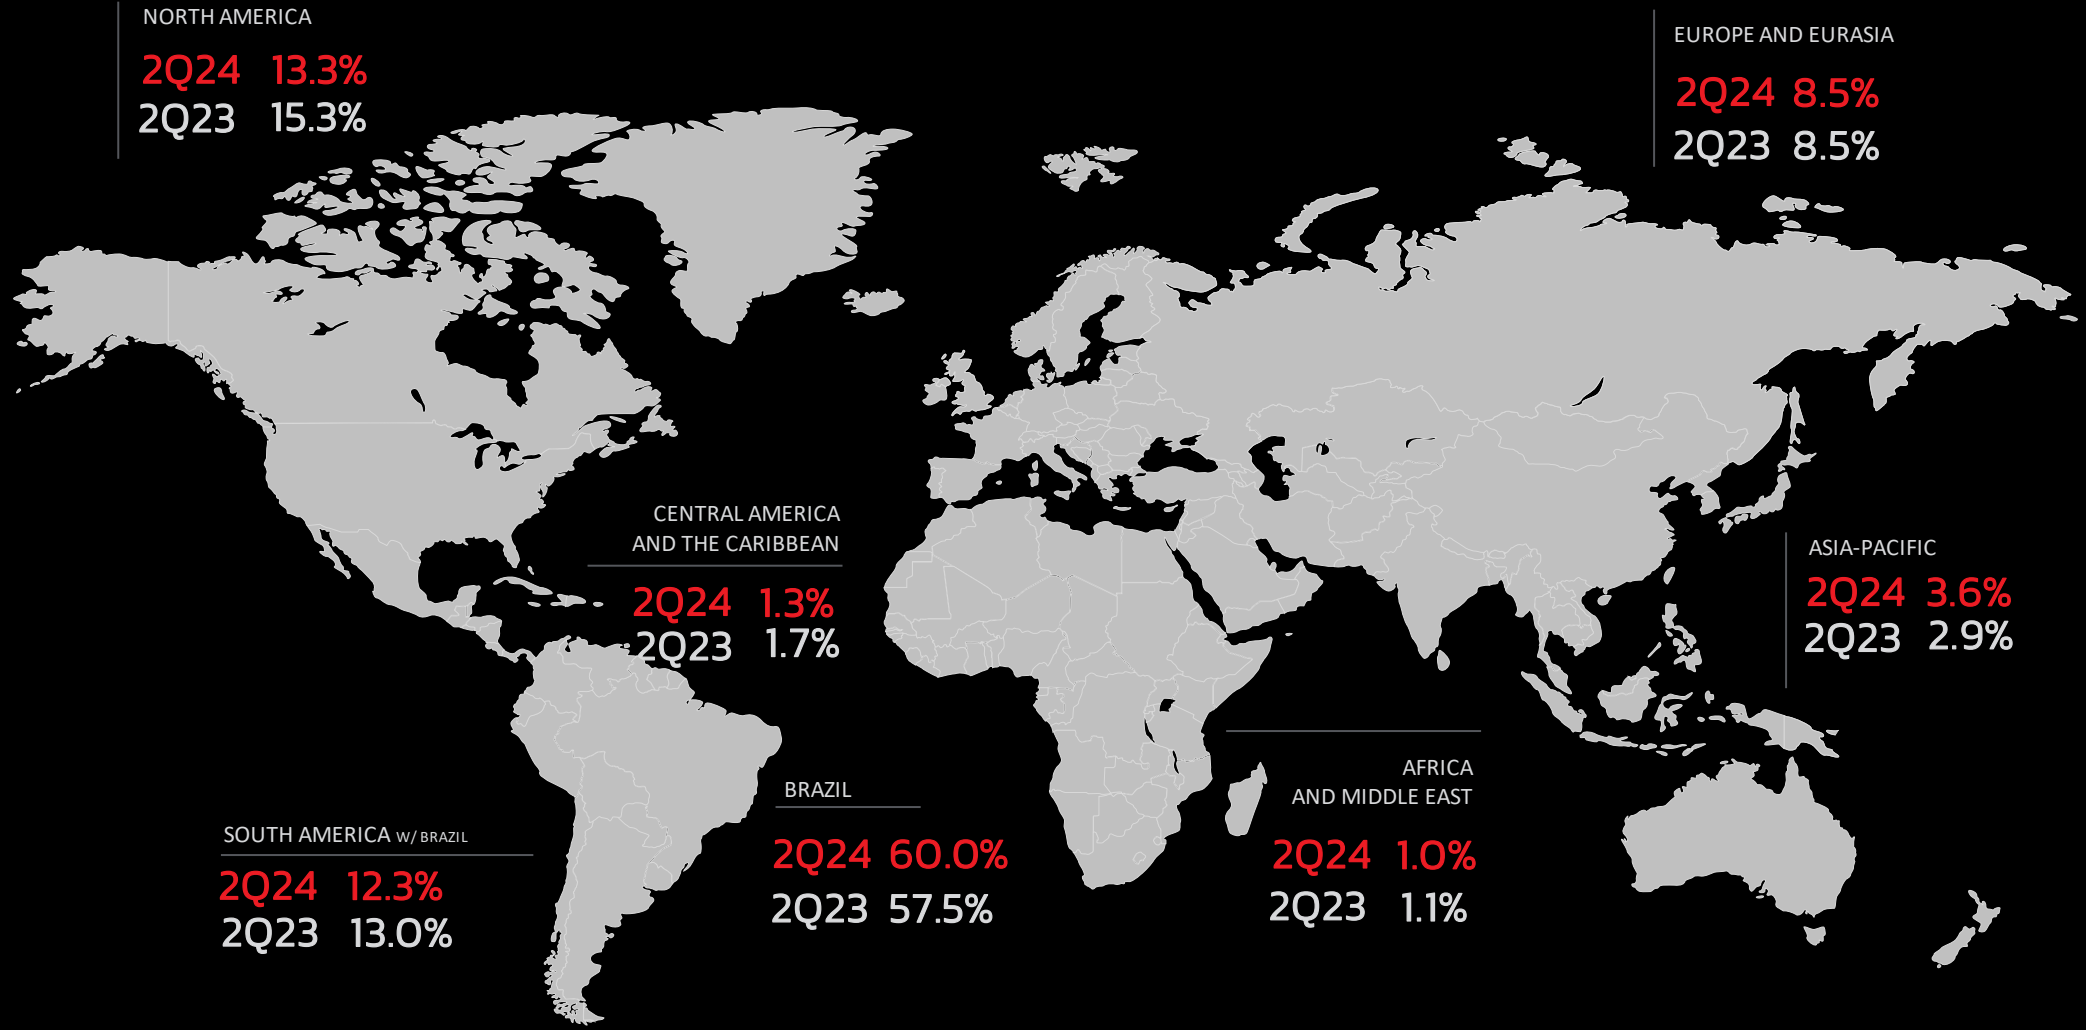 NORTH AMERICA
2Q24 13.3%
2Q23 15.3%
EUROPE AND EURASIA
2Q24 8.5%
2Q23 8.5%
CENTRAL AMERICA
AND THE CARIBBEAN
2Q24 1.3%
2Q23 1.7%
ASIA-PACIFIC
2Q24 3.6%
2Q23 2.9%
SOUTH AMERICA W/ BRAZIL
2Q24 12.3%
2Q23 13.0%
BRAZIL
2Q24 60.0%
2Q23 57.5%
AFRICA
AND MIDDLE EAST
2Q24 1.0%
2Q23 1.1%